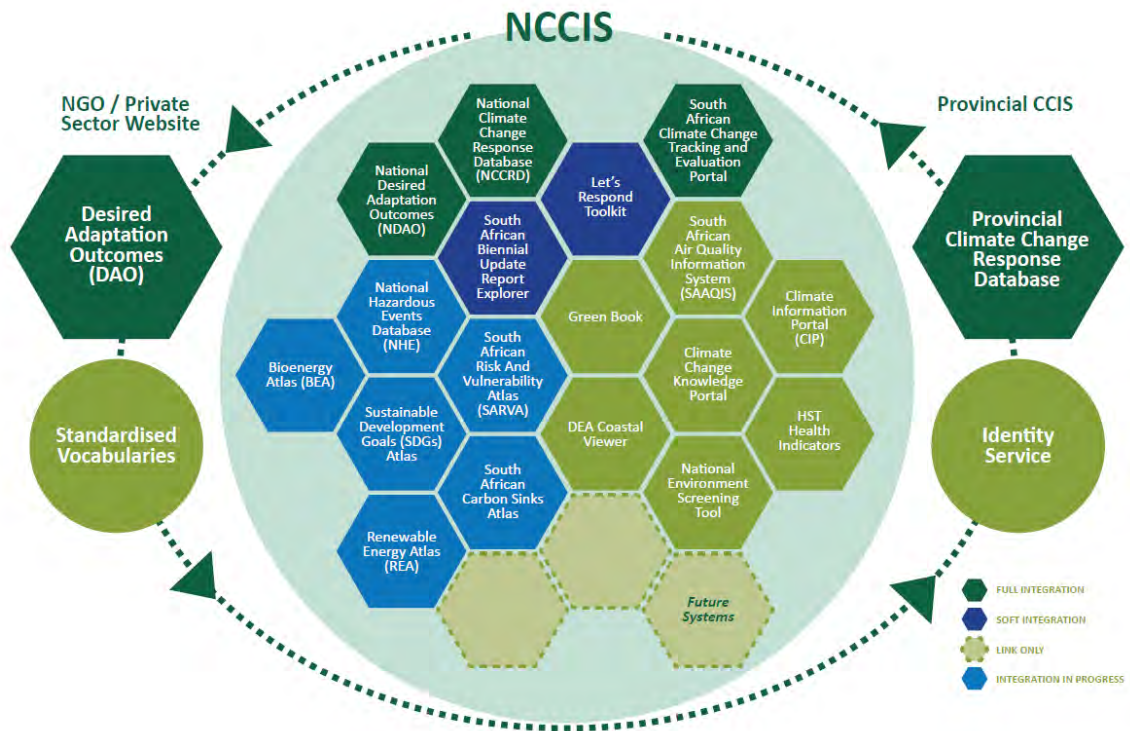 NCCIS
NGO / Private
Sector Website
Provincial CCIS
Desired
Adaptation
Outcomes
(DAO)
Standardised
Vocabularies
National
Climate
Change
Response
Database
(NCCRD)
South
African
Climate Change
Tracking and
Evaluation
Portal
National
Desired
Adaptation
Outcomes
(NDAO)
Let's
Respond
Toolkit
South
African
Biennial
Update
Report
Explorer
South
African
Air Quality
Information
System
(SAAQIS)
National
Hazardous
Events
Database
(NHE)
Green Book
Climate
Information
Portal
(CIP)
Bioenergy
Atlas (BEA)
South
African
Risk And
Vulnerability
Atlas
(SARVA)
Climate
Change
Knowledge
Portal
Sustainable
Development
Goals (SDGs)
Atlas
DEA Coastal
Viewer
HST
Health
Indicators
South
African
Carbon Sinks
Atlas
National
Environment
Screening
Tool
Renewable
Energy Atlas
(REA)
Future
Systems
Provincial
Climate Change
Response
Database
Identity
Service
FULL INTEGRATION
SOFT INTEGRATION
LINK ONLY
INTEGRATION IN PROGRESS